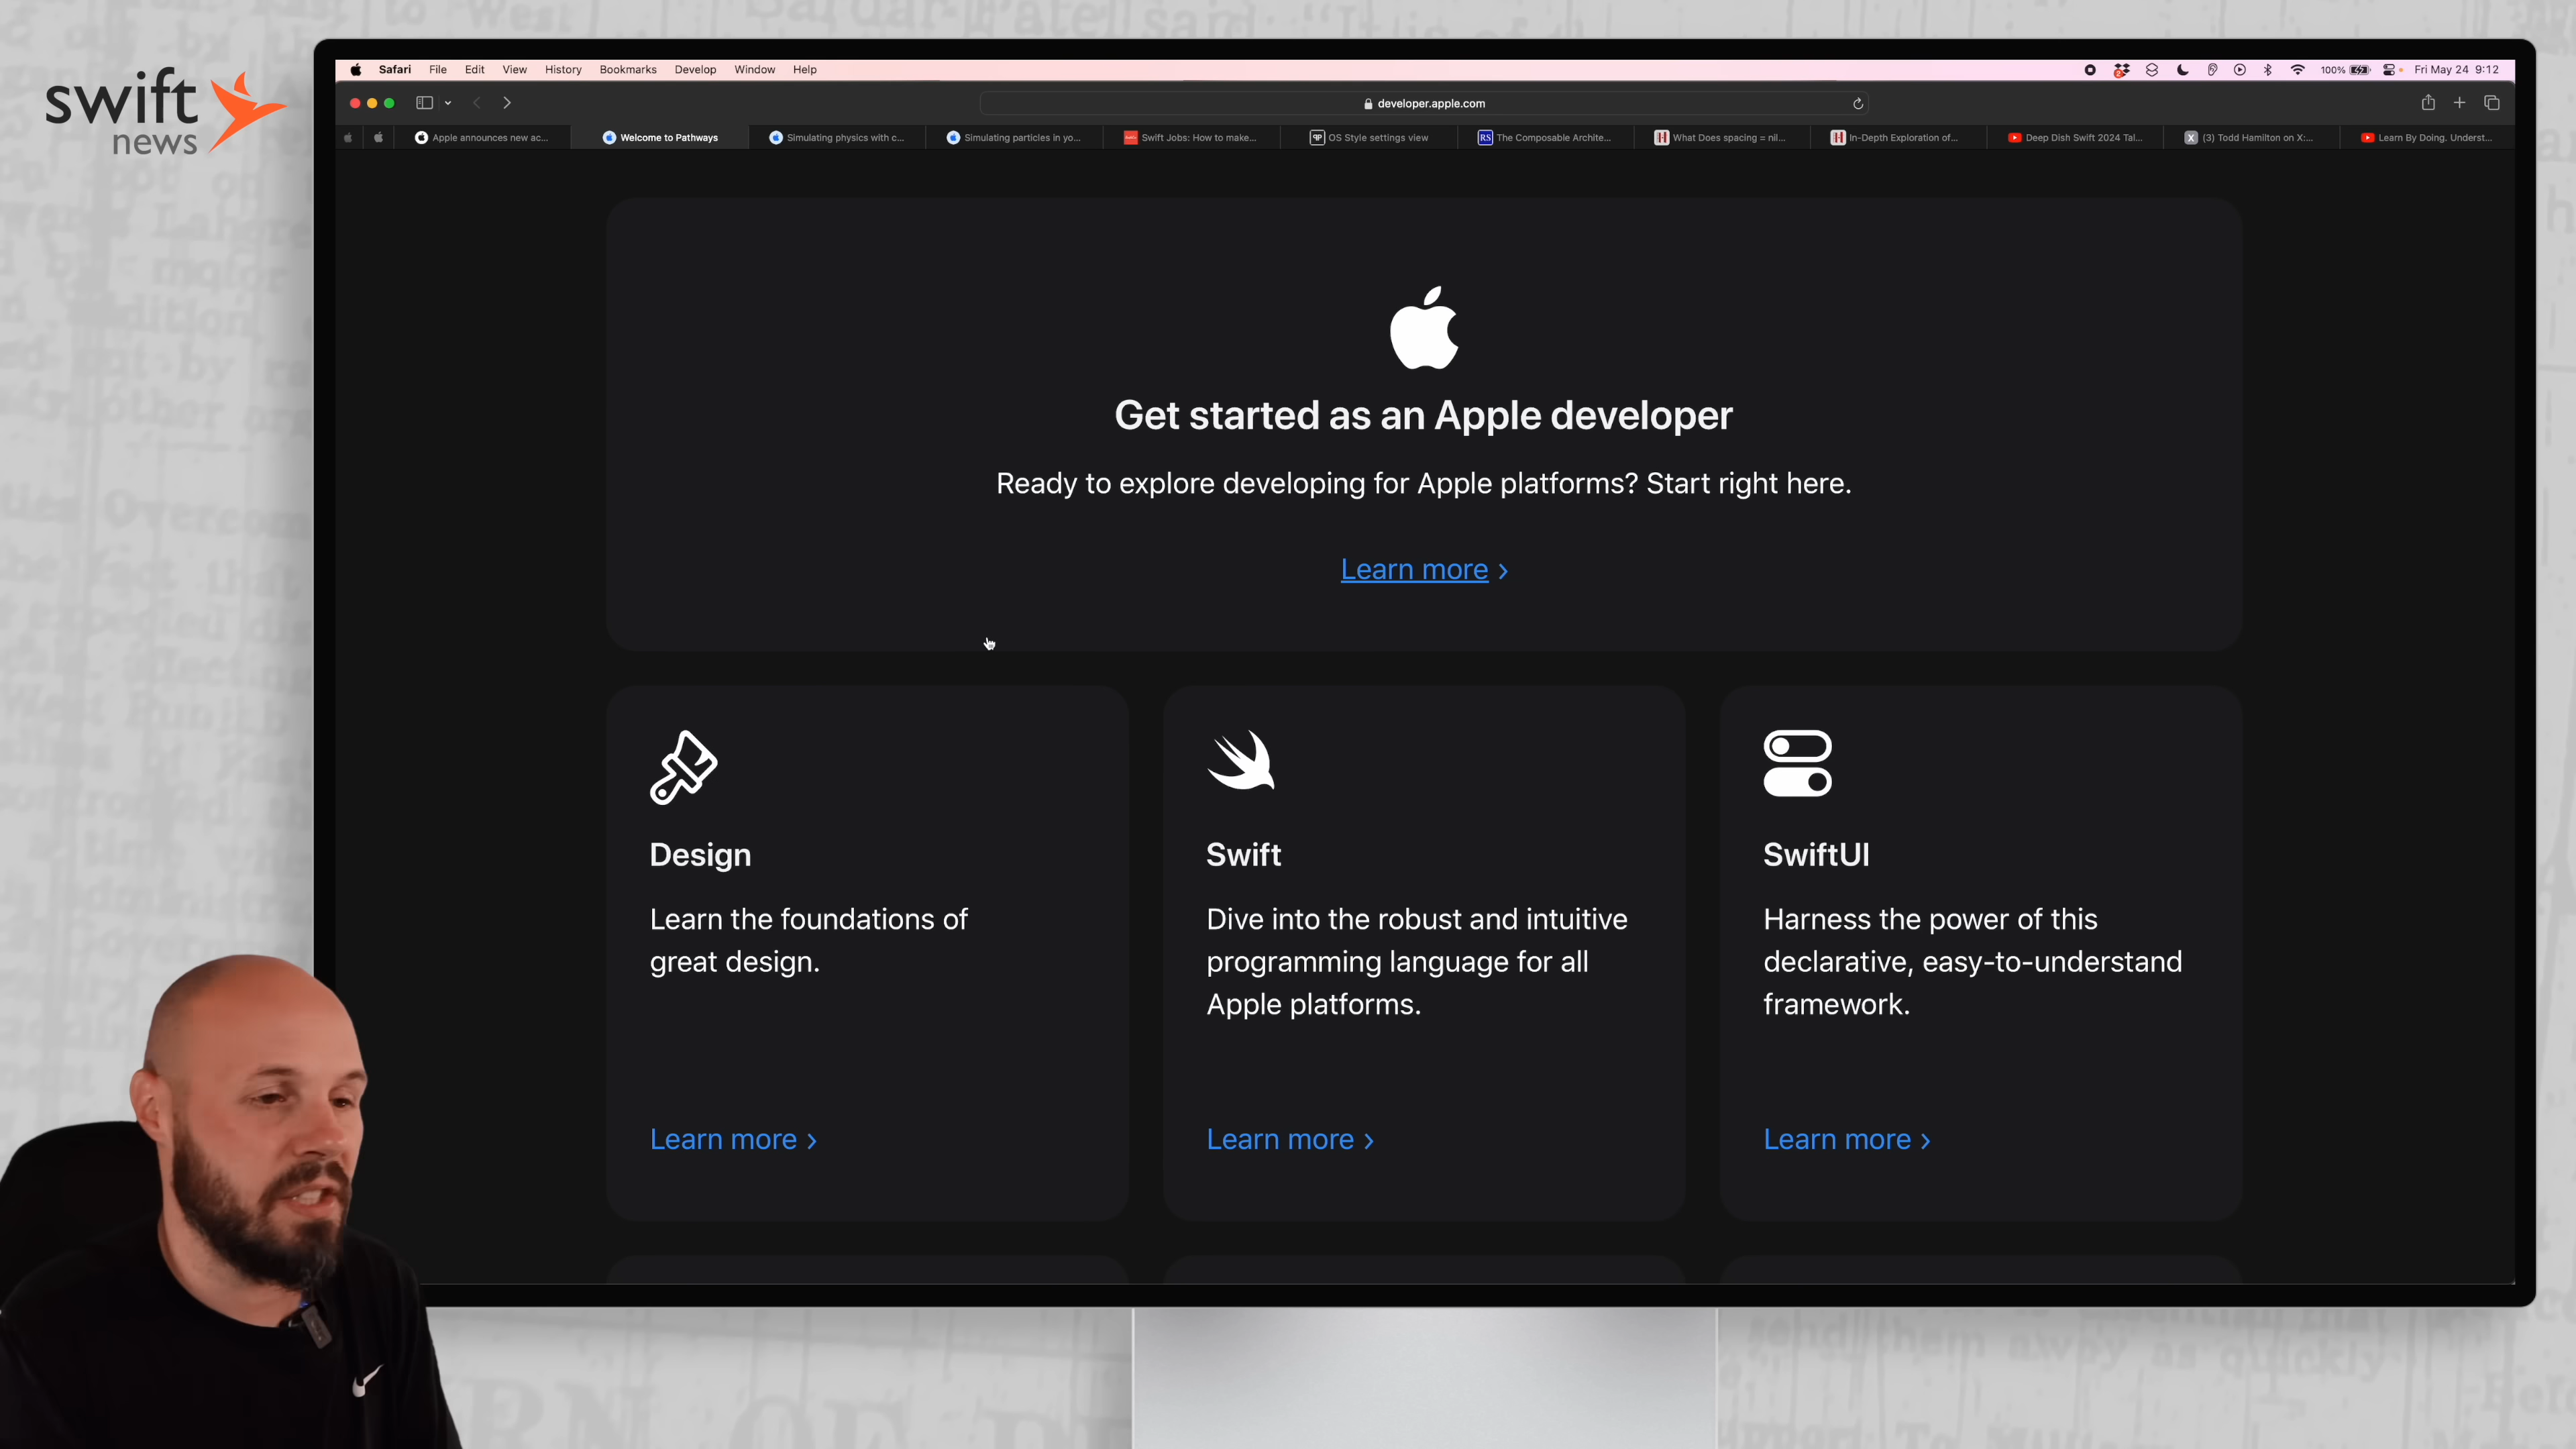 swift
news
Safari File Edit View History Bookmarks Develop Window Help
100% Fri May 24 9:12
developer.apple.com
Apple announces new ac...
Welcome to Pathways
Simulating physics with c...
Simulating particles in yo...
Swift Jobs: How to make...
OS Style settings view
RS The Composable Archite...
What Does spacing = nil...
In-Depth Exploration of...
Deep Dish Swift 2024 Tal...
X (3) Todd Hamilton on X:...
Learn By Doing. Underst...
Get started as an Apple developer
Ready to explore developing for Apple platforms? Start right here.
Learn more >
Design
Learn the foundations of
great design.
Learn more >
Swift
Dive into the robust and intuitive
programming language for all
Apple platforms.
Learn more >
SwiftUI
Harness the power of this
declarative, easy-to-understand
framework.
Learn more >